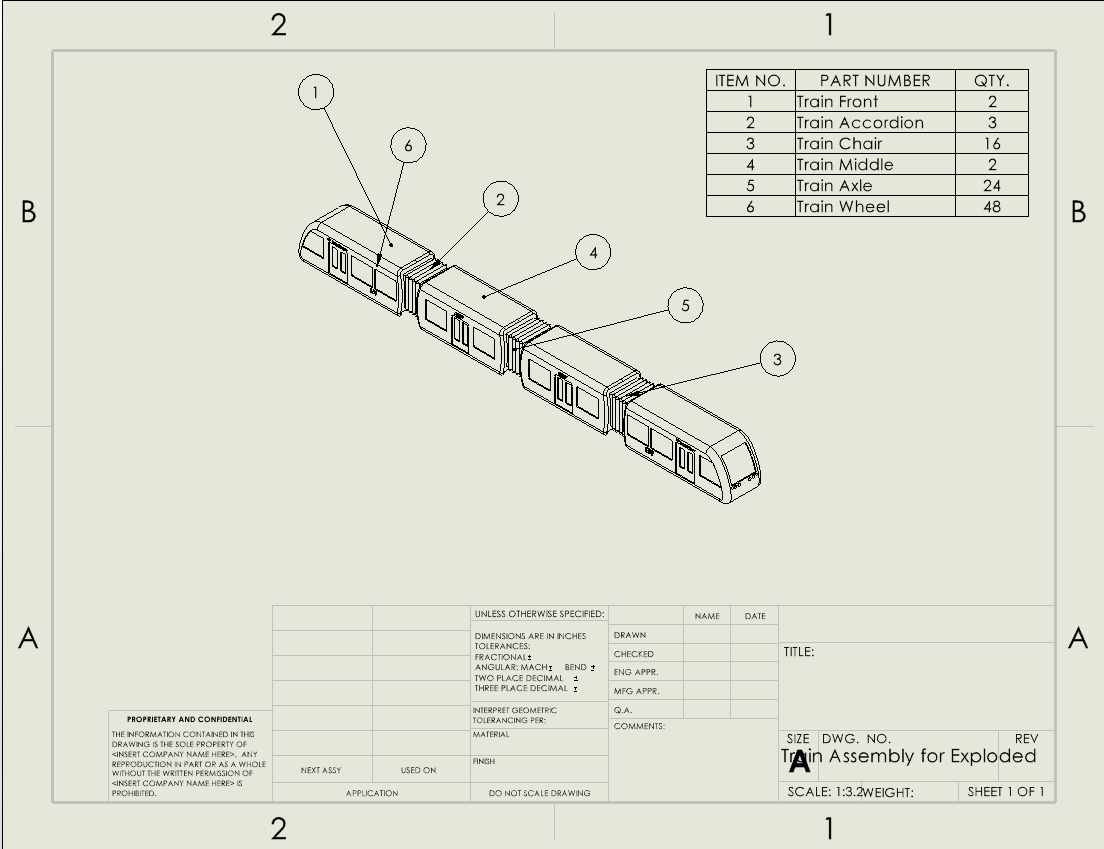 2 1
ITEM NO. PART NUMBER QTY.
1 Train Front 2
2 Train Accordion 3
3 Train Chair 16
4 Train Middle 2
5 Train Axle 24
6 Train Wheel 48
1
6
2
4
5
3
B B
A A
UNLESS OTHERWISE SPECIFIED:
DIMENSIONS ARE IN INCHES
TOLERANCES:
FRACTIONAL±
ANGULAR: MACH± BEND ±
TWO PLACE DECIMAL ±
THREE PLACE DECIMAL ±
INTERPRET GEOMETRIC
TOLERANCING PER:
MATERIAL
FINISH
DO NOT SCALE DRAWING
NAME DATE
DRAWN
CHECKED
ENG APPR.
MFG APPR.
Q.A.
COMMENTS:
TITLE:
SIZE DWG. NO. REV
A
Train Assembly for Exploded
SCALE: 1:3.2 WEIGHT: SHEET 1 OF 1
PROPRIETARY AND CONFIDENTIAL
THE INFORMATION CONTAINED IN THIS
DRAWING IS THE SOLE PROPERTY OF
<INSERT COMPANY NAME HERE>. ANY
REPRODUCTION IN PART OR AS A WHOLE
WITHOUT THE WRITTEN PERMISSION OF
<INSERT COMPANY NAME HERE> IS
PROHIBITED.
NEXT ASSY USED ON
APPLICATION
2 1